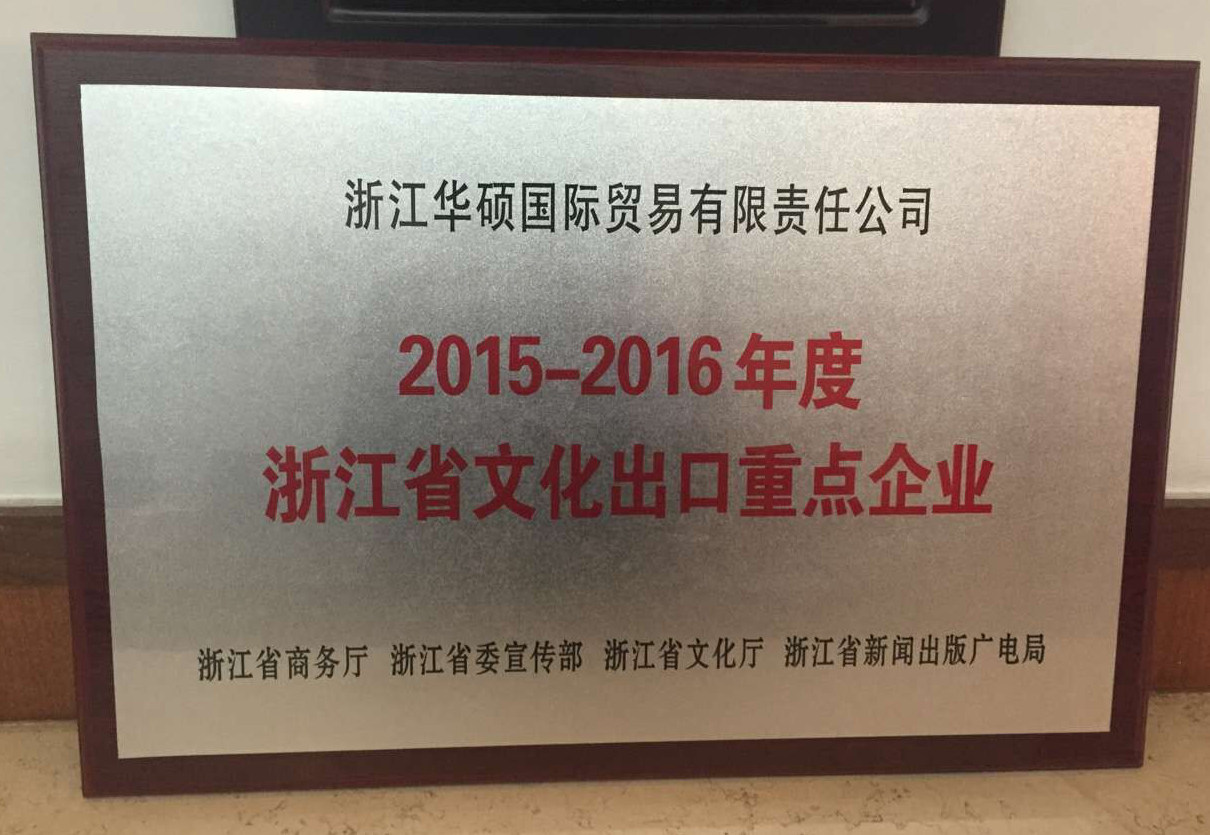 浙江华硕国际贸易有限责任公司
2015-2016年度
浙江省文化出口重点企业
浙江省商务厅 浙江省委宣传部 浙江省文化厅 浙江省新闻出版广电局